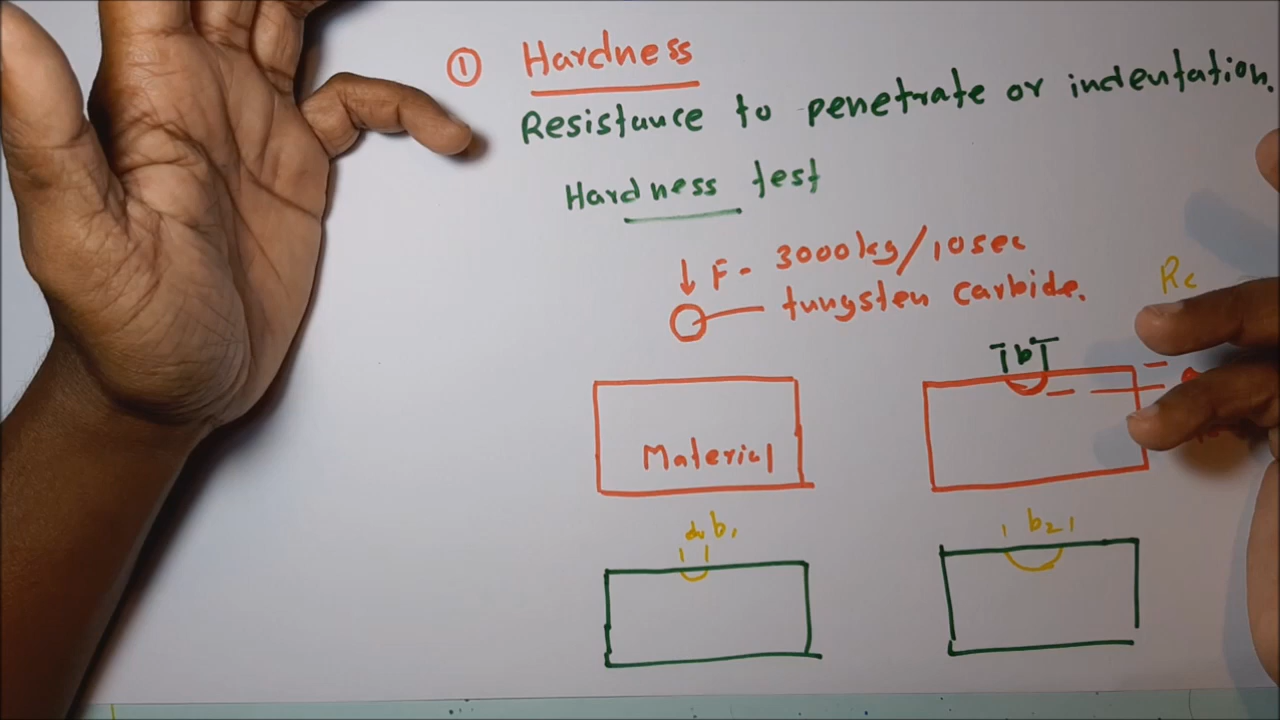 ① Hardness
Resistance to penetrate or indentation.
Hardness test
↓ F - 3000kg/10sec
tungsten carbide.
Rc
b
Material
b₁
b₂